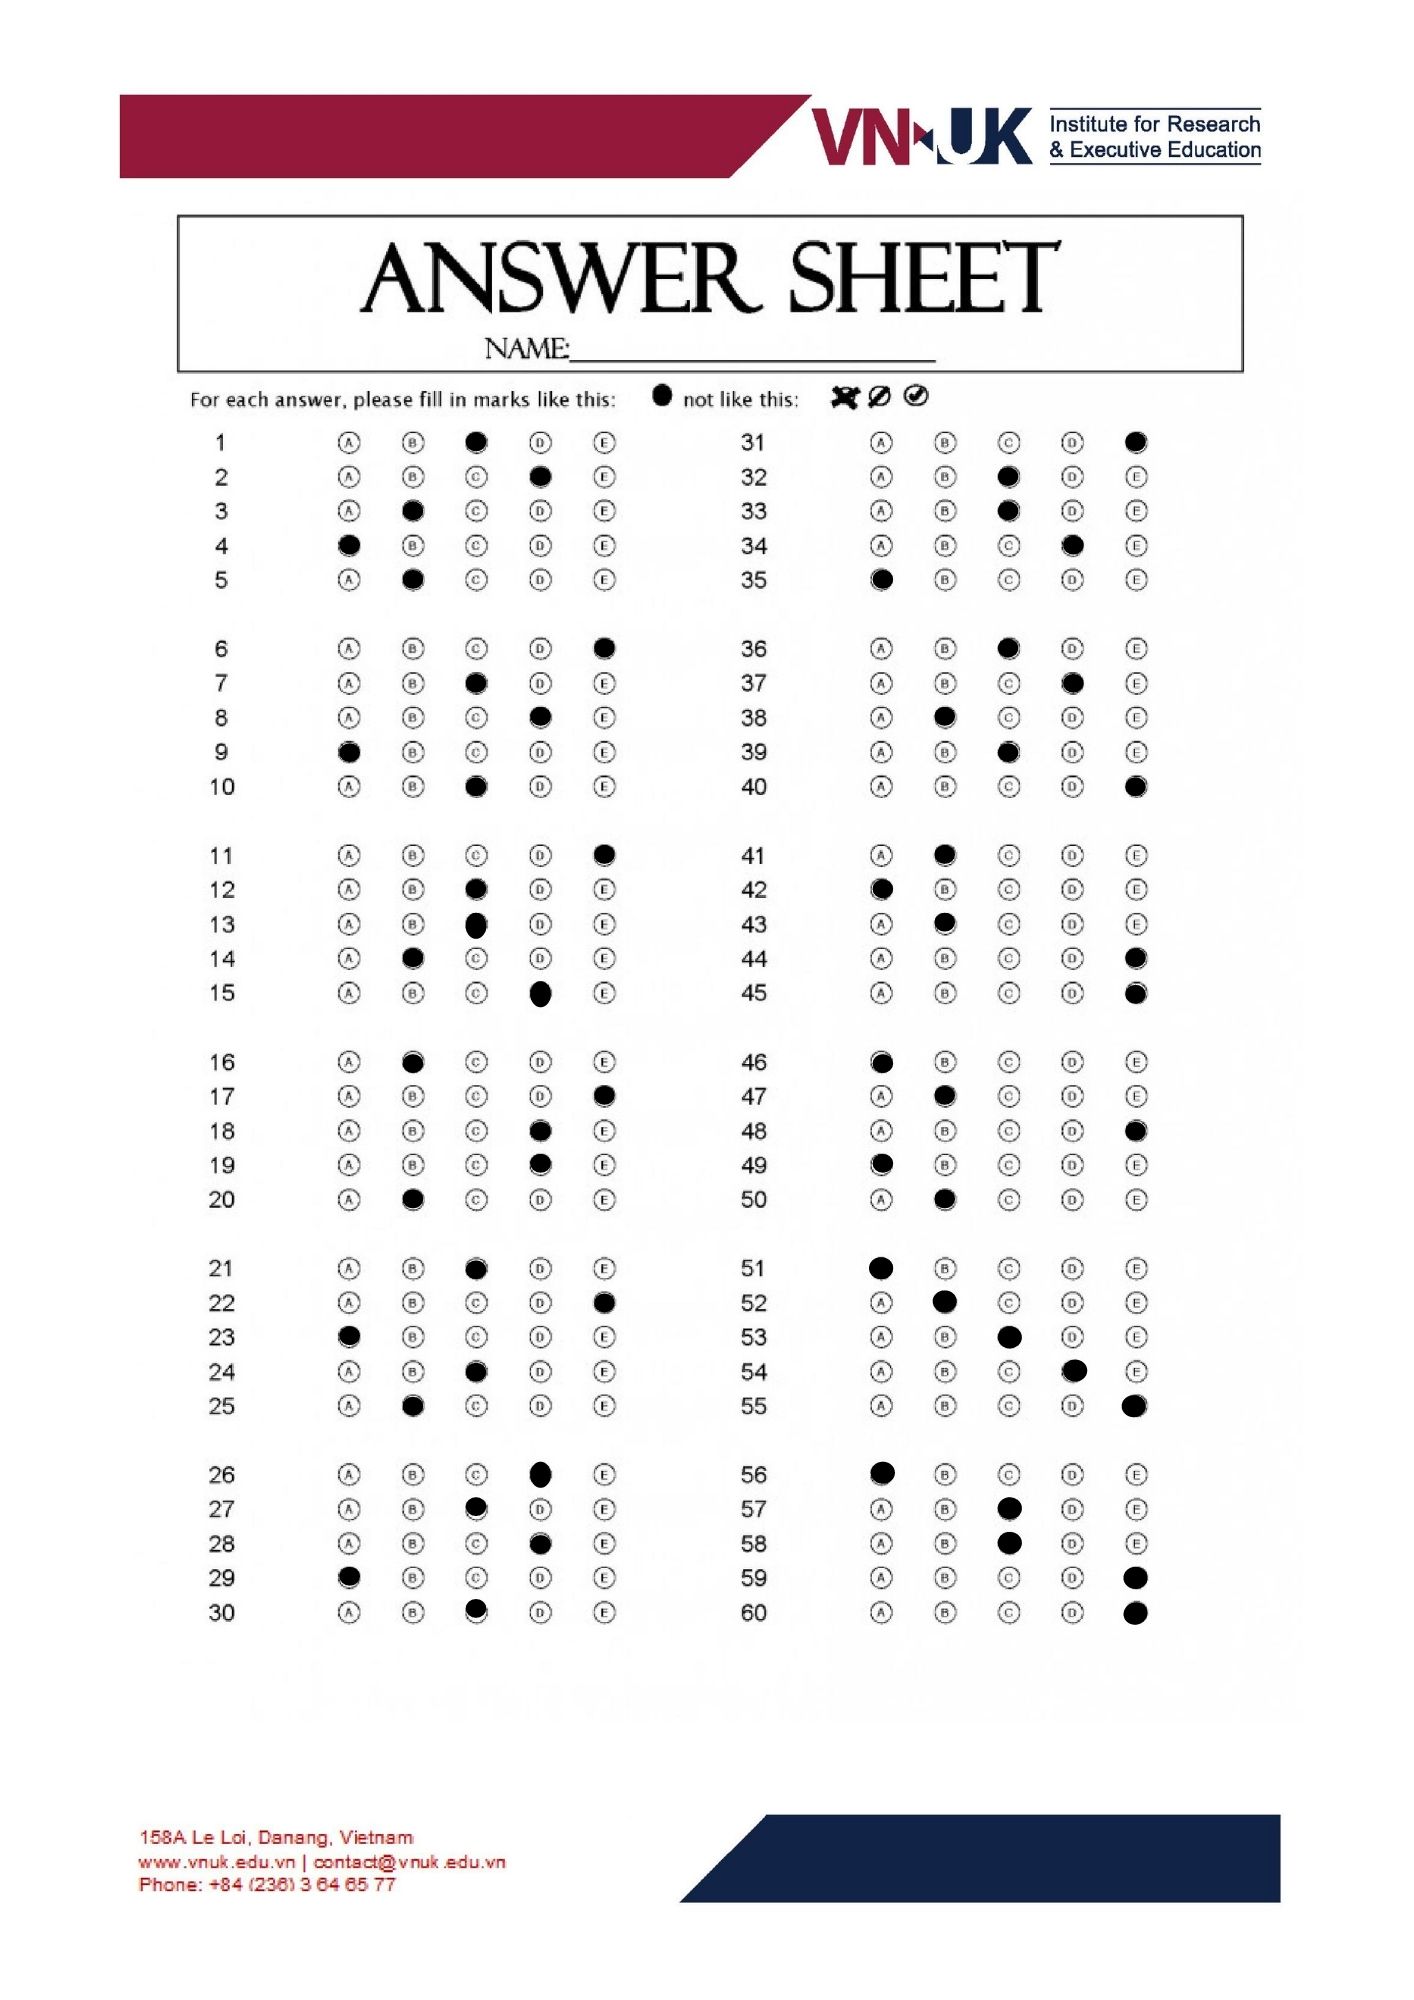 VN UK Institute for Research
& Executive Education
ANSWER SHEET
NAME:
For each answer, please fill in marks like this: not like this:
1 A B D E 31 A B C D
2 A B C E 32 A B D E
3 A C D E 33 A B D E
4 B C D E 34 A B C E
5 A C D E 35 B C D E
6 A B C D 36 A B D E
7 A B D E 37 A B C E
8 A B C E 38 A C D E
9 B C D E 39 A B D E
10 A B D E 40 A B C D
11 A B C D 41 A C D E
12 A B D E 42 B C D E
13 A B D E 43 A C D E
14 A C D E 44 A B C D
15 A B C E 45 A B C D
16 A C D E 46 B C D E
17 A B C D 47 A C D E
18 A B C E 48 A B C D
19 A B C E 49 B C D E
20 A C D E 50 A C D E
21 A B D E 51 B C D E
22 A B C D 52 A C D E
23 B C D E 53 A B D E
24 A B D E 54 A B C E
25 A C D E 55 A B C D
26 A B C E 56 B C D E
27 A B D E 57 A B D E
28 A B C E 58 A B D E
29 B C D E 59 A B C D
30 A B D E 60 A B C D
158A Le Loi, Danang, Vietnam
www.vnuk.edu.vn | contact@vnuk.edu.vn
Phone: +84 (236) 3 64 65 77